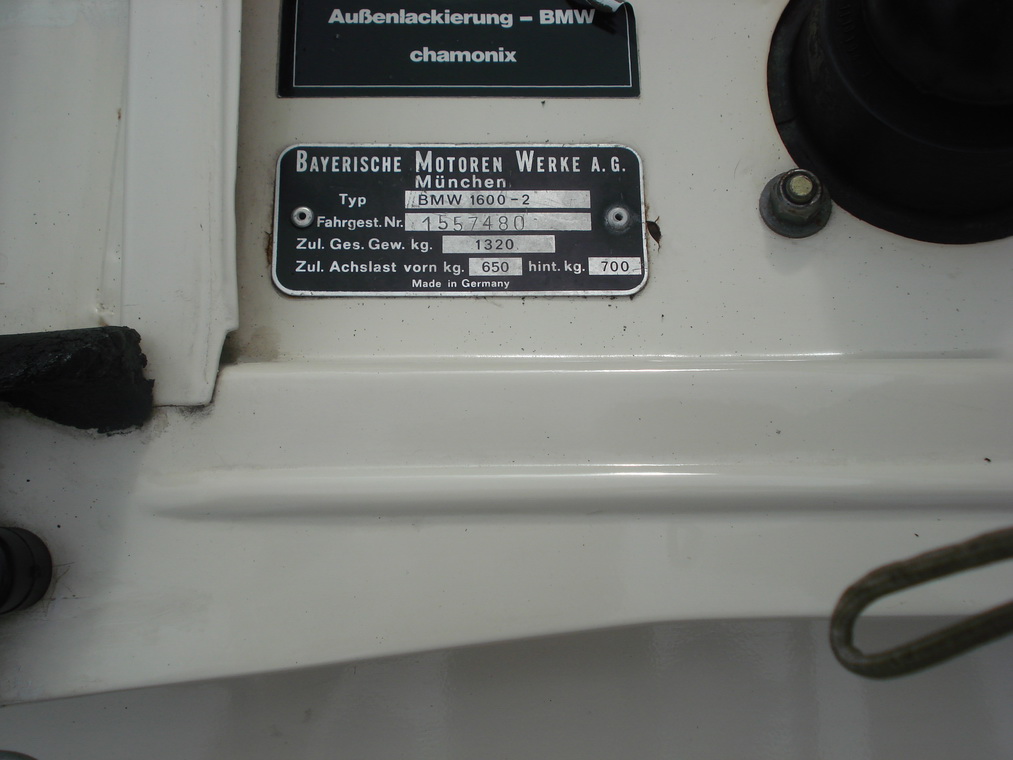 Außenlackierung – BMW
chamonix
BAYERISCHE MOTOREN WERKE A. G.
München
Typ BMW 1600-2
Fahrgest. Nr. 1557480
Zul. Ges. Gew. kg. 1320
Zul. Achslast vorn kg. 650 hint. kg. 700
Made in Germany